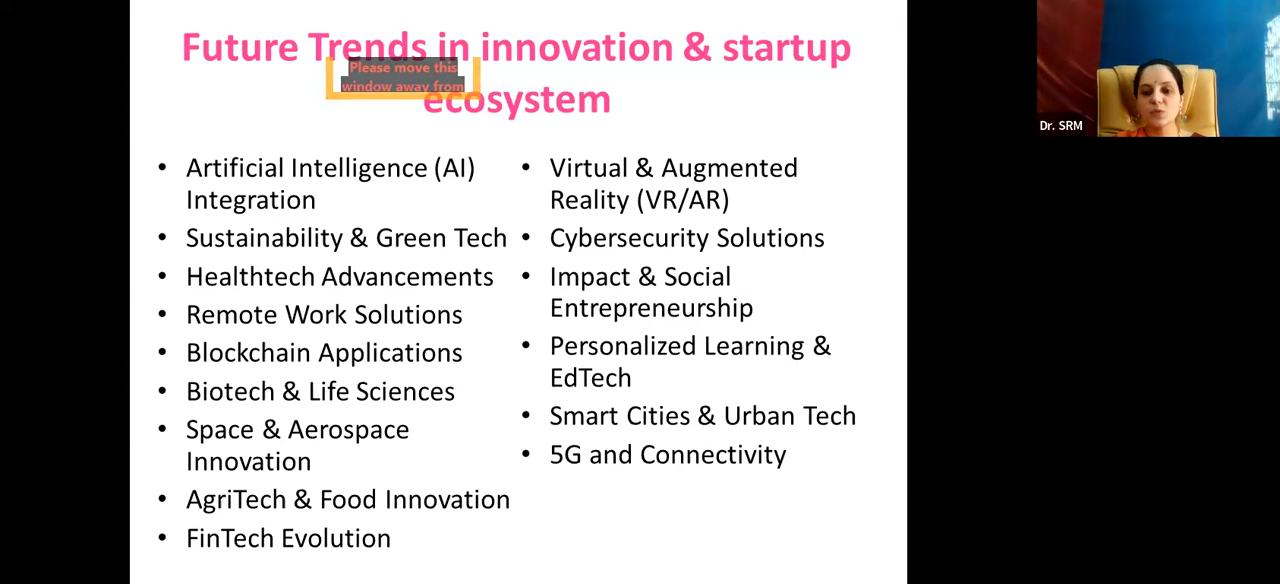 Future Trends in innovation & startup
ecosystem
Please move this
window away from
• Artificial Intelligence (AI)
Integration
• Sustainability & Green Tech
• Healthtech Advancements
• Remote Work Solutions
• Blockchain Applications
• Biotech & Life Sciences
• Space & Aerospace
Innovation
• AgriTech & Food Innovation
• FinTech Evolution
• Virtual & Augmented
Reality (VR/AR)
• Cybersecurity Solutions
• Impact & Social
Entrepreneurship
• Personalized Learning &
EdTech
• Smart Cities & Urban Tech
• 5G and Connectivity
Dr. SRM